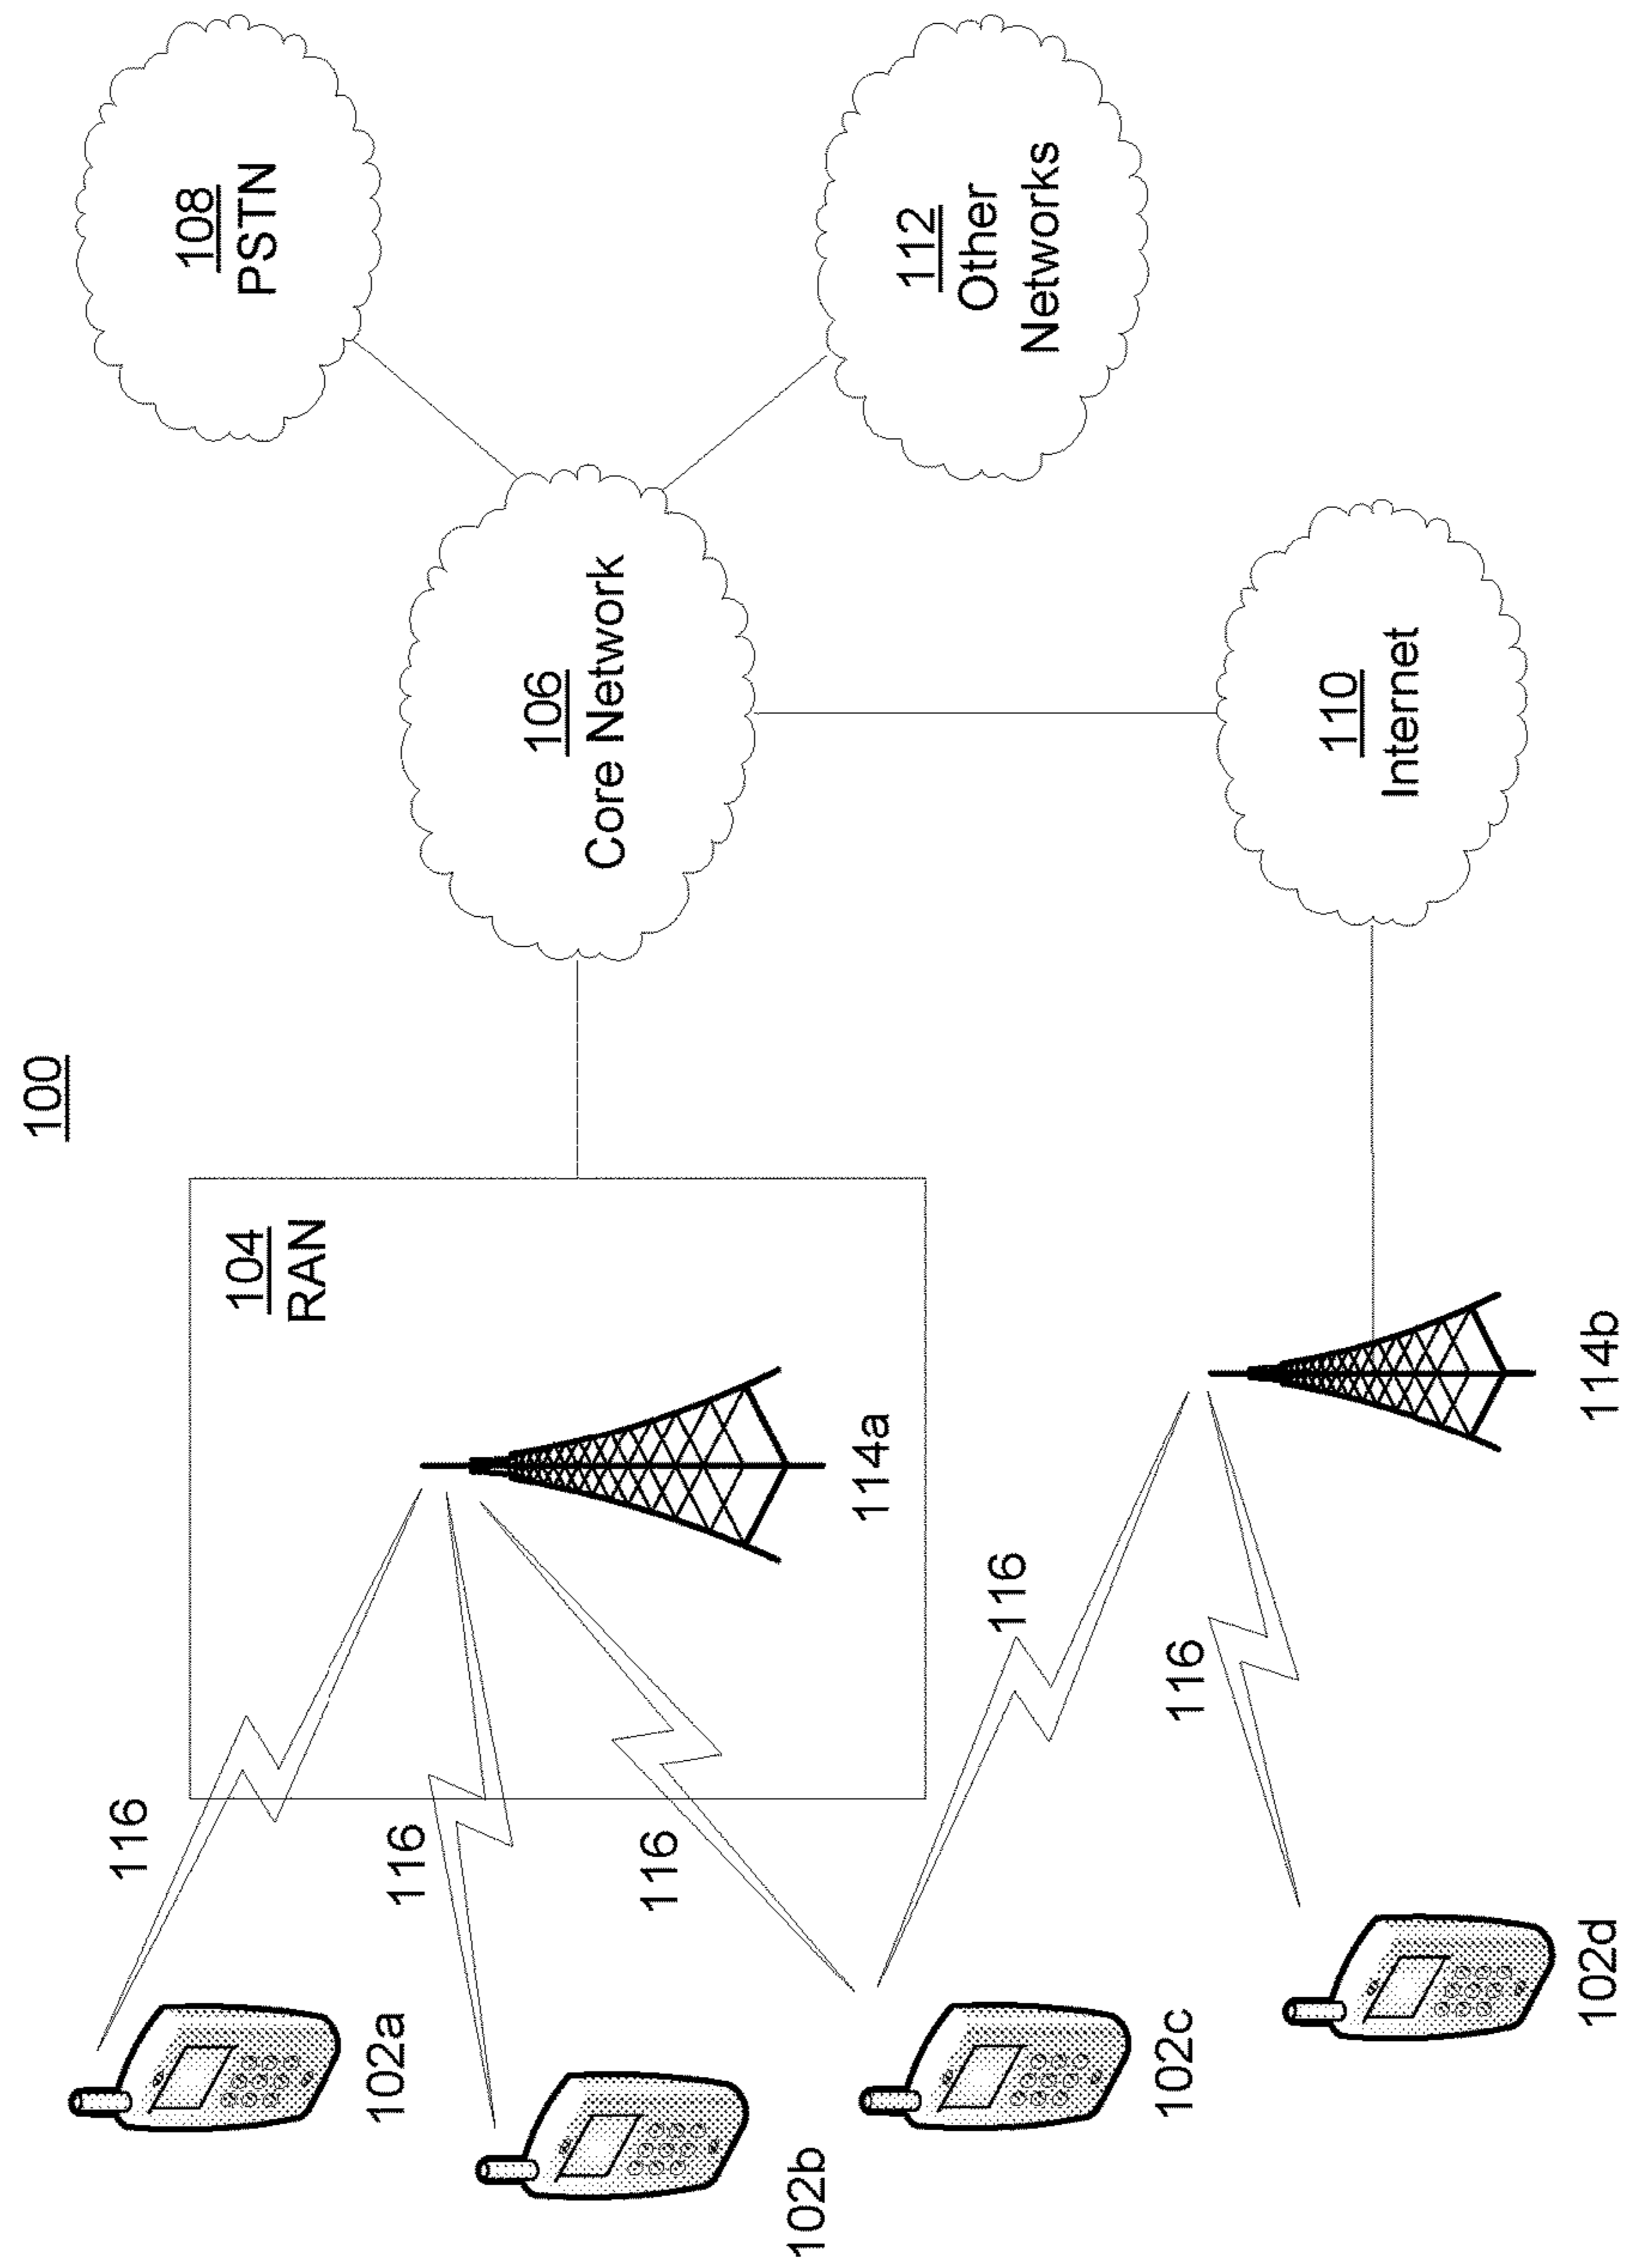 100
108
PSTN
104
RAN
106
Core Network
112
Other
Networks
116
102a
116
114a
102b
116
116
110
Internet
102c
116
114b
102d